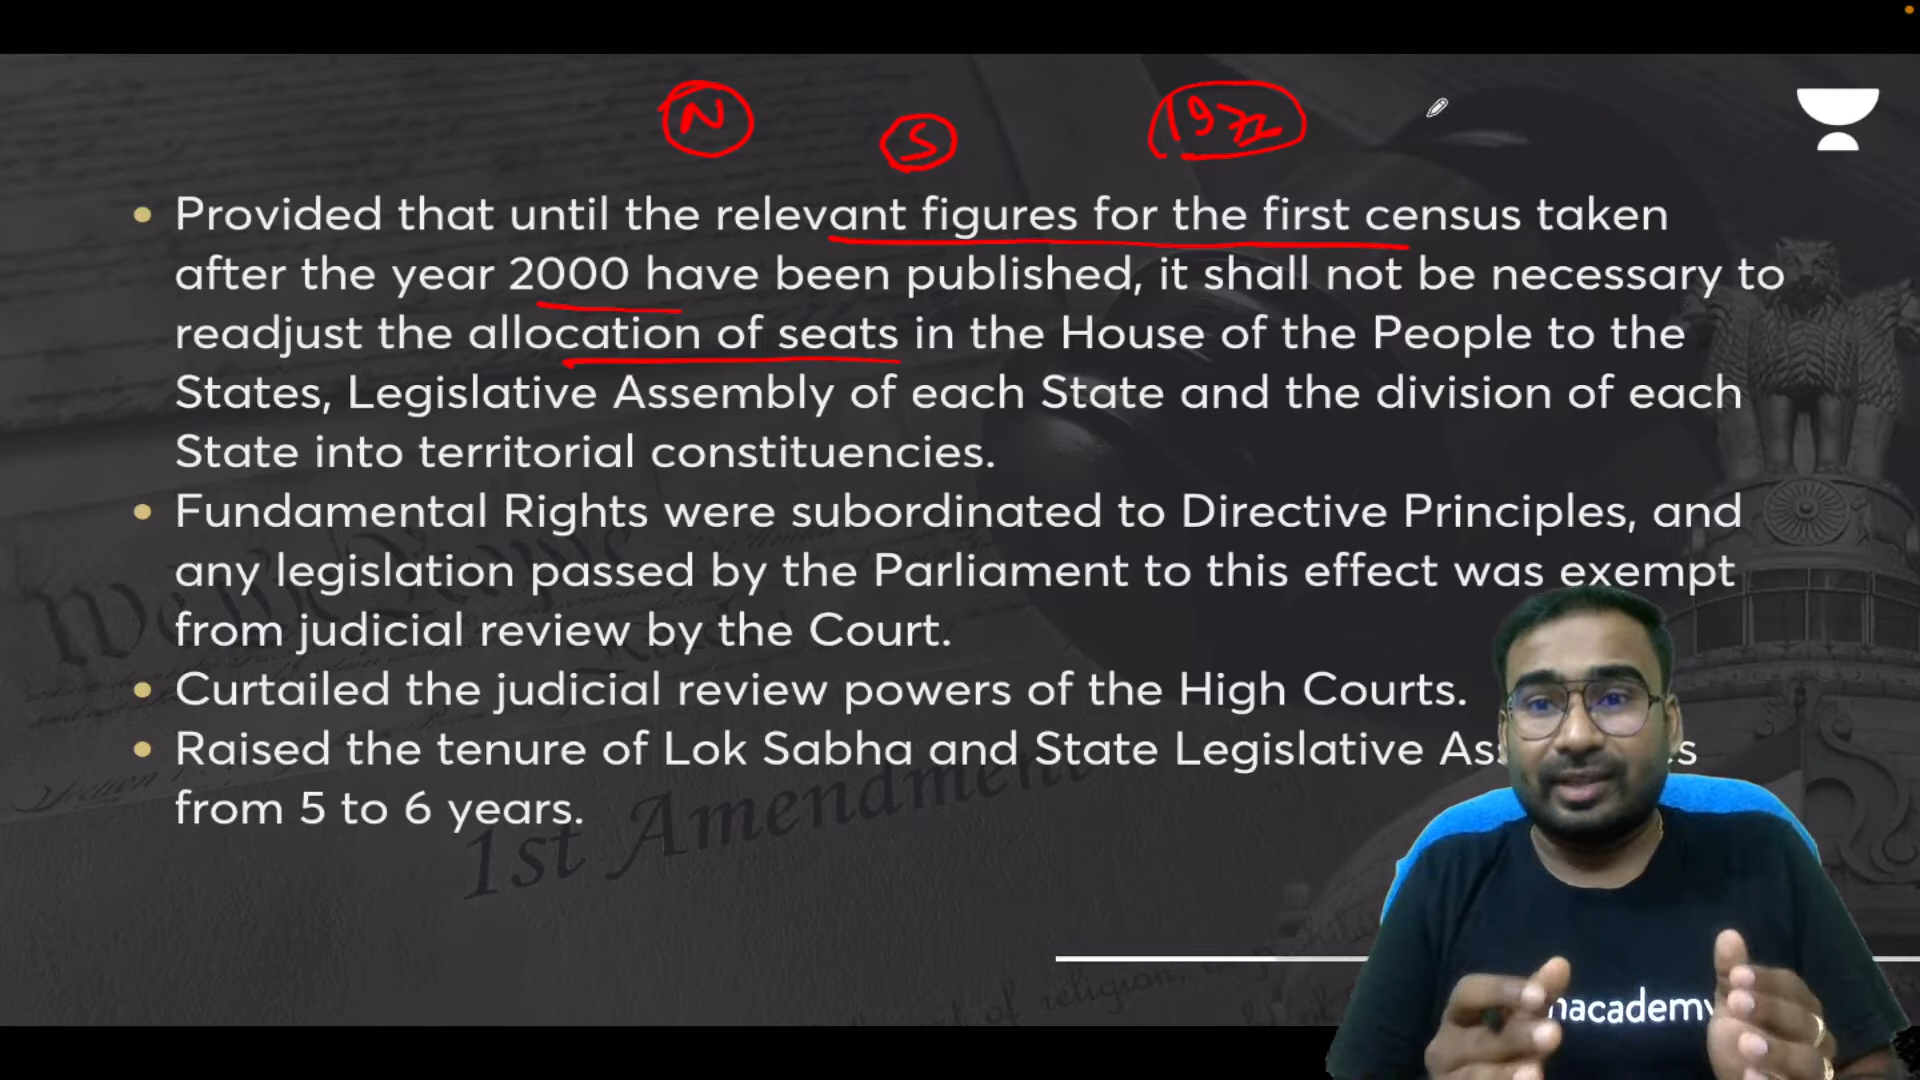 N
S
1972
Provided that until the relevant figures for the first census taken
after the year 2000 have been published, it shall not be necessary to
readjust the allocation of seats in the House of the People to the
States, Legislative Assembly of each State and the division of each
State into territorial constituencies.
Fundamental Rights were subordinated to Directive Principles, and
any legislation passed by the Parliament to this effect was exempt
from judicial review by the Court.
Curtailed the judicial review powers of the High Courts.
Raised the tenure of Lok Sabha and State Legislative
from 5 to 6 years.
1st Amendment
nacademy